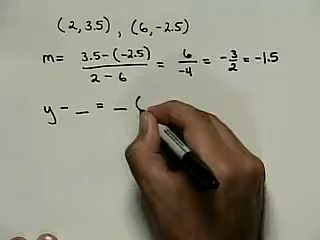 (2, 3.5) , (6, -2.5)
m = 3.5-(-2.5) / 2-6 = 6/-4 = -3/2 = -1.5
y - _ = _ (